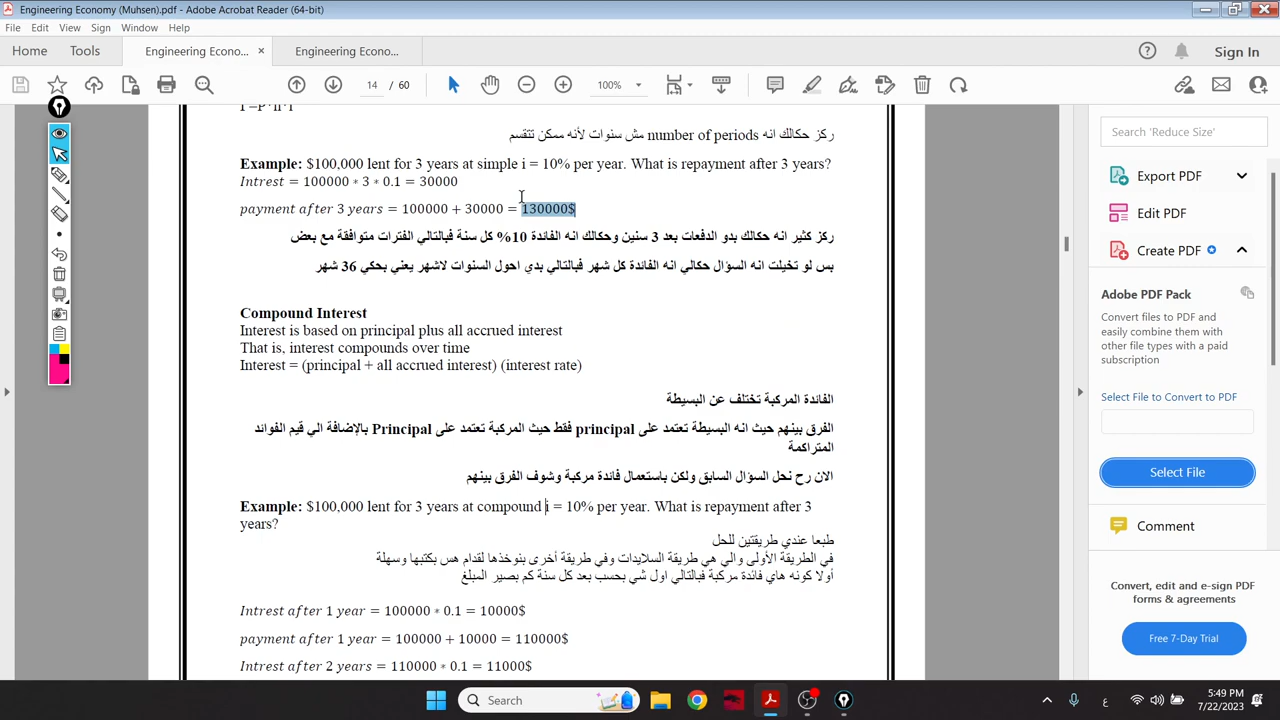 Engineering Economy (Muhsen).pdf - Adobe Acrobat Reader (64-bit)
File Edit View Sign Window Help
Home Tools Engineering Econo... × Engineering Econo... Sign In
14 / 60 100%
ركز حكالك انه number of periods مش سنوات لأنه ممكن تتقسم
Example: $100,000 lent for 3 years at simple i = 10% per year. What is repayment after 3 years?
Intrest = 100000 ∗ 3 ∗ 0.1 = 30000
payment after 3 years = 100000 + 30000 = 130000$
ركز كثير انه حكالك بدو الدفعات بعد 3 سنين وحكالك انه الفائدة 10% كل سنة فبالتالي الفترات متوافقة مع بعض
بس لو تخيلت انه السؤال حكالي انه الفائدة كل شهر فبالتالي بدي احول السنوات لاشهر يعني بحكي 36 شهر
Compound Interest
Interest is based on principal plus all accrued interest
That is, interest compounds over time
Interest = (principal + all accrued interest) (interest rate)
الفائدة المركبة تختلف عن البسيطة
الفرق بينهم حيث انه البسيطة تعتمد على principal فقط حيث المركبة تعتمد على Principal بالإضافة الي قيم الفوائد
المتراكمة
الان رح نحل السؤال السابق ولكن باستعمال فائدة مركبة وشوف الفرق بينهم
Example: $100,000 lent for 3 years at compound i = 10% per year. What is repayment after 3
years?
طبعا عندي طريقتين للحل
في الطريقة الأولى والي هي طريقة السلايدات وفي طريقة أخرى بنوخذها لقدام هس بكتبها وسهلة
أولا كونه هاي فائدة مركبة فبالتالي اول شي بحسب بعد كل سنة كم بصير المبلغ
Intrest after 1 year = 100000 ∗ 0.1 = 10000$
payment after 1 year = 100000 + 10000 = 110000$
Intrest after 2 years = 110000 ∗ 0.1 = 11000$
Search 'Reduce Size'
Export PDF
Edit PDF
Create PDF
Adobe PDF Pack
Convert files to PDF and
easily combine them with
other file types with a paid
subscription
Select File to Convert to PDF
Select File
Comment
Convert, edit and e-sign PDF
forms & agreements
Free 7-Day Trial
Search
ع
5:49 PM
7/22/2023